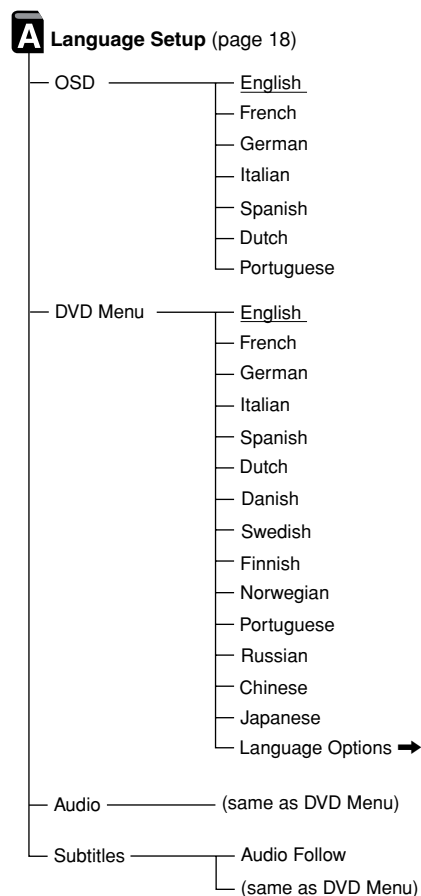 A Language Setup (page 18)
OSD
English
French
German
Italian
Spanish
Dutch
Portuguese
DVD Menu
English
French
German
Italian
Spanish
Dutch
Danish
Swedish
Finnish
Norwegian
Portuguese
Russian
Chinese
Japanese
Language Options ➡
Audio
(same as DVD Menu)
Subtitles
Audio Follow
(same as DVD Menu)